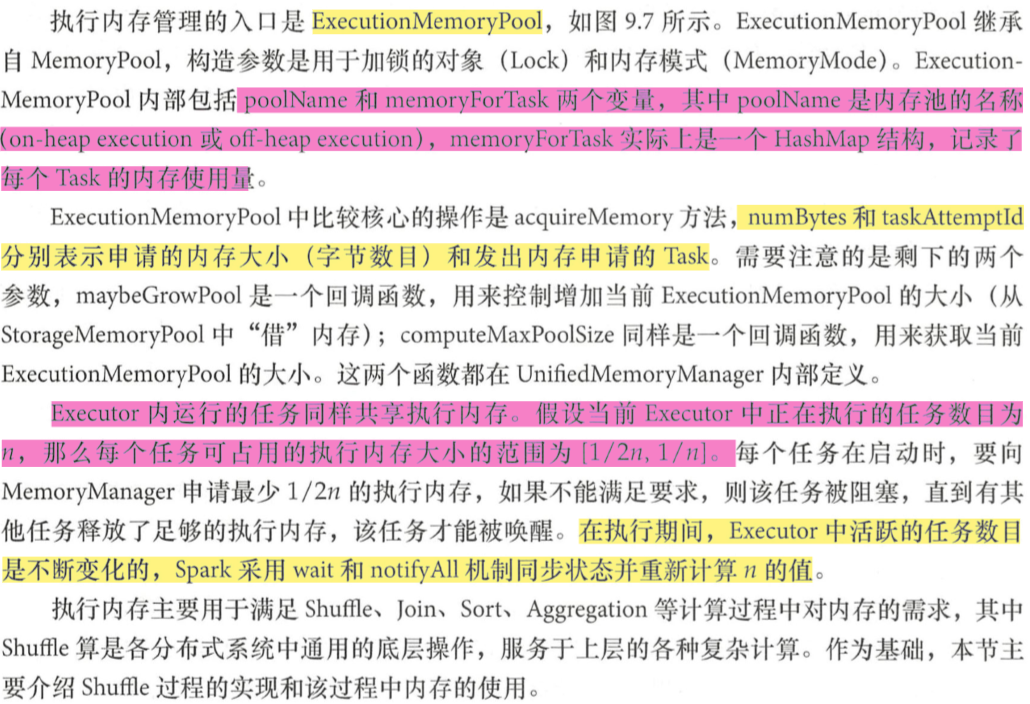 执行内存管理的入口是 ExecutionMemoryPool，如图 9.7 所示。ExecutionMemoryPool 继承
自 MemoryPool，构造参数是用于加锁的对象（Lock）和内存模式（MemoryMode）。Execution-
MemoryPool 内部包括 poolName 和 memoryForTask 两个变量，其中 poolName 是内存池的名称
(on-heap execution 或 off-heap execution），memoryForTask 实际上是一个 HashMap 结构，记录了
每个 Task 的内存使用量。
ExecutionMemoryPool 中比较核心的操作是 acquireMemory 方法，numBytes 和 taskAttemptId
分别表示申请的内存大小（字节数目）和发出内存申请的 Task。需要注意的是剩下的两个
参数，maybeGrowPool 是一个回调函数，用来控制增加当前 ExecutionMemoryPool 的大小（从
StorageMemoryPool 中“借”内存）；computeMaxPoolSize 同样是一个回调函数，用来获取当前
ExecutionMemoryPool 的大小。这两个函数都在 UnifiedMemoryManager 内部定义。
Executor 内运行的任务同样共享执行内存。假设当前 Executor 中正在执行的任务数目为
n，那么每个任务可占用的执行内存大小的范围为 [1/2n, 1/n]。每个任务在启动时，要向
MemoryManager 申请最少 1/2n 的执行内存，如果不能满足要求，则该任务被阻塞，直到有其
他任务释放了足够的执行内存，该任务才能被唤醒。在执行期间，Executor 中活跃的任务数目
是不断变化的，Spark 采用 wait 和 notifyAll 机制同步状态并重新计算 n 的值。
执行内存主要用于满足 Shuffle、Join、Sort、Aggregation 等计算过程中对内存的需求，其中
Shuffle 算是各分布式系统中通用的底层操作，服务于上层的各种复杂计算。作为基础，本节主
要介绍 Shuffle 过程的实现和该过程中内存的使用。